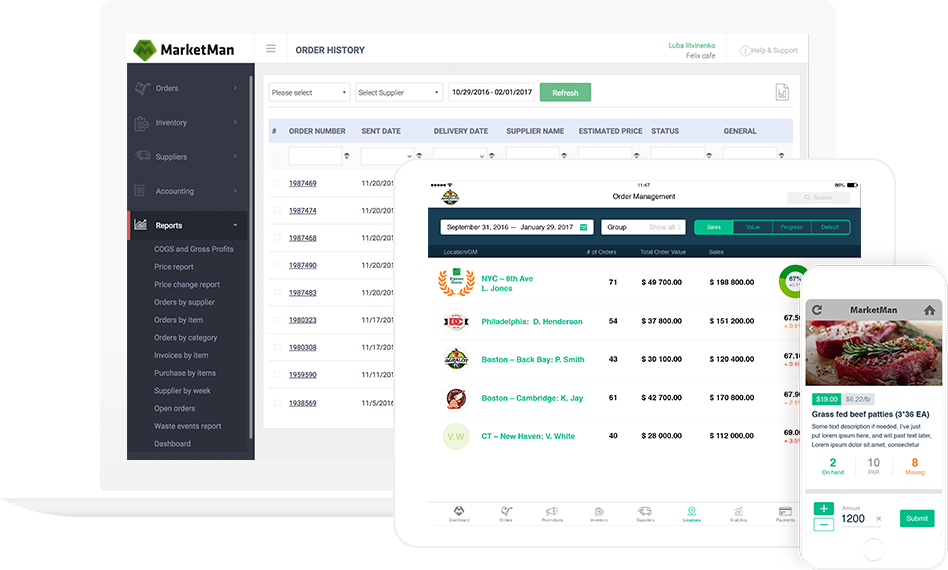 MarketMan
ORDER HISTORY
Luba litvinenko
Felix cafe
Help & Support
Orders
Inventory
Suppliers
Accounting
Reports
COGS and Gross Profits
Price report
Price change report
Orders by supplier
Orders by item
Orders by category
Invoices by item
Purchase by items
Supplier by week
Open orders
Waste events report
Dashboard
Please select
Select Supplier
10/29/2016 - 02/01/2017
Refresh
# ORDER NUMBER SENT DATE DELIVERY DATE SUPPLIER NAME ESTIMATED PRICE STATUS GENERAL
1987469 11/20/201
1987474 11/20/201
1987468 11/20/201
1987490 11/20/201
1987483 11/20/201
1980323 11/17/201
1980308 11/17/201
1959590 11/11/201
1938569 11/5/2016
11:47
Order Management
Search
September 31, 2016 — January 29, 2017
Group Show all
Sales Value Progress Default
Location/GM # of Orders Total Order Value Sales
NYC – 8th Ave
L. Jones
71 $ 49 700.00 $ 198 800.00 67%
Philadelphia: D. Henderson 54 $ 37 800.00 $ 151 200.00 67.50
Boston – Back Bay: P. Smith 43 $ 30 100.00 $ 120 400.00 67.10
Boston – Cambridge: K. Jay 61 $ 42 700.00 $ 170 800.00 67.90
V.W CT – New Haven: V. White 40 $ 28 000.00 $ 112 000.00 69.00
Dashboard Orders Promotions Inventory Suppliers Locations Analytics Payments
MarketMan
$19.00 $6.22/lb
Grass fed beef patties (3*36 EA)
Some text description if needed. I've just
put lorem ipsum here, and will past text later,
Lorem ipsum dolor sit amet, consectetur
2 10 8
On hand PAR Missing
+
Amount
1200 ×
−
Submit